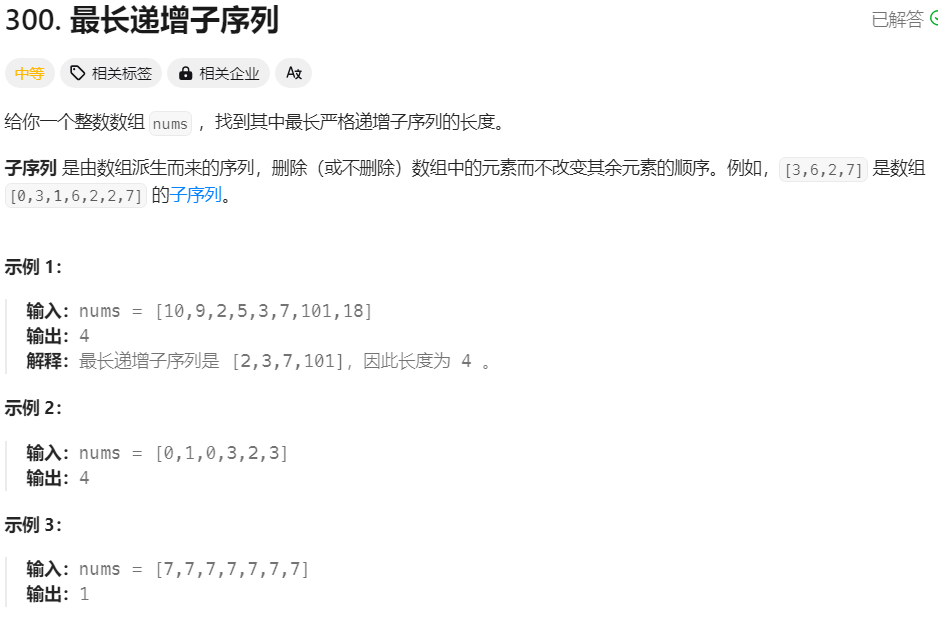 300. 最长递增子序列
已解答
中等 相关标签 相关企业 Ax
给你一个整数数组 nums ，找到其中最长严格递增子序列的长度。
子序列 是由数组派生而来的序列，删除（或不删除）数组中的元素而不改变其余元素的顺序。例如，[3,6,2,7] 是数组
[0,3,1,6,2,2,7] 的子序列。
示例 1：
输入：nums = [10,9,2,5,3,7,101,18]
输出：4
解释：最长递增子序列是 [2,3,7,101]，因此长度为 4 。
示例 2：
输入：nums = [0,1,0,3,2,3]
输出：4
示例 3：
输入：nums = [7,7,7,7,7,7,7]
输出：1